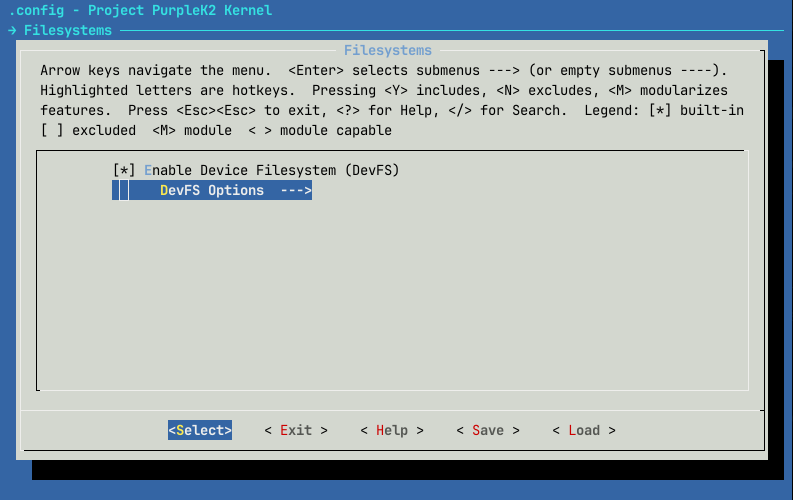 .config - Project PurpleK2 Kernel
→ Filesystems
Filesystems
Arrow keys navigate the menu.  <Enter> selects submenus ---> (or empty submenus ----).
Highlighted letters are hotkeys.  Pressing <Y> includes, <N> excludes, <M> modularizes
features.  Press <Esc><Esc> to exit, <?> for Help, </> for Search.  Legend: [*] built-in
[ ] excluded  <M> module  < > module capable
[*] Enable Device Filesystem (DevFS)
DevFS Options  --->
<Select>    < Exit >    < Help >    < Save >    < Load >